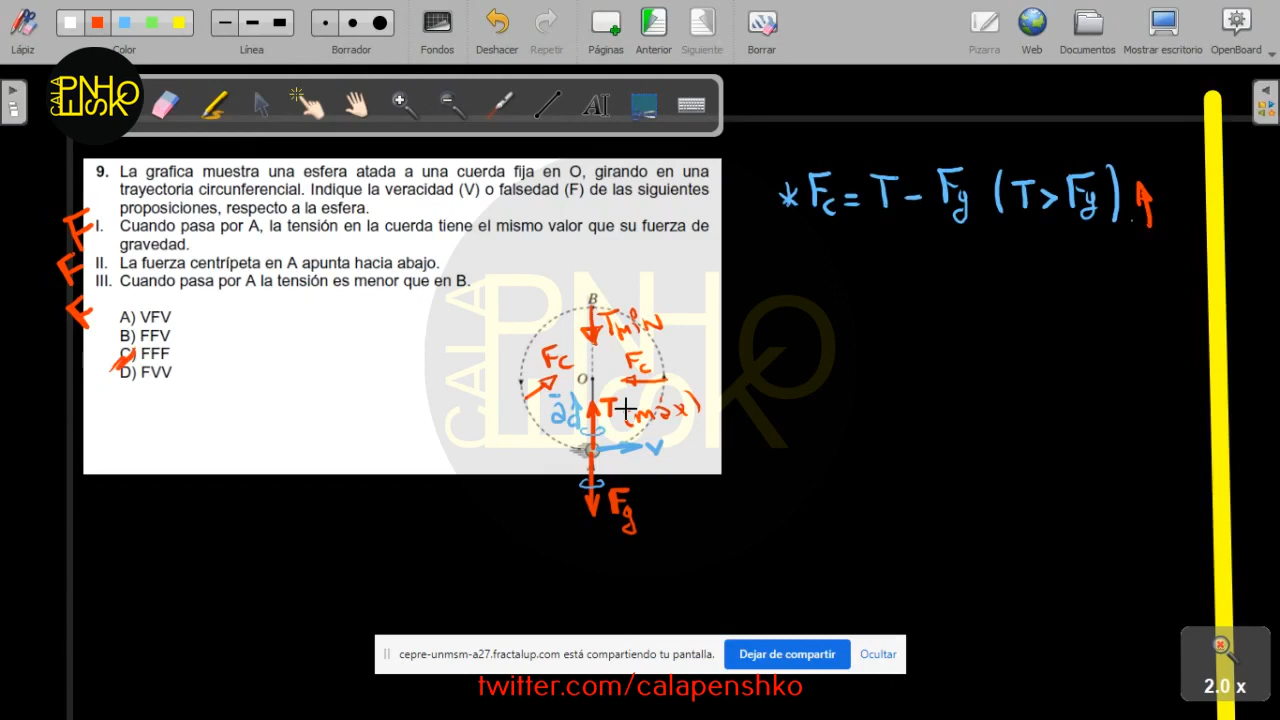 Lápiz
Color
Línea
Borrador
Fondos
Deshacer
Repetir
Páginas
Anterior
Siguiente
Borrar
Pizarra
Web
Documentos
Mostrar escritorio
OpenBoard
CALA
PENSHKO
AI
9. La grafica muestra una esfera atada a una cuerda fija en O, girando en una
trayectoria circunferencial. Indique la veracidad (V) o falsedad (F) de las siguientes
proposiciones, respecto a la esfera.
F I. Cuando pasa por A, la tensión en la cuerda tiene el mismo valor que su fuerza de
gravedad.
F II. La fuerza centrípeta en A apunta hacia abajo.
F III. Cuando pasa por A la tensión es menor que en B.
A) VFV
B) FFV
C) FFF
D) FVV
B
Tmin
Fc
Fc
O
ād
T (máx)
V
A
Fg
* Fc = T - Fg (T > Fg)
cepre-unmsm-a27.fractalup.com está compartiendo tu pantalla.
Dejar de compartir
Ocultar
twitter.com/calapenshko
2.0 x